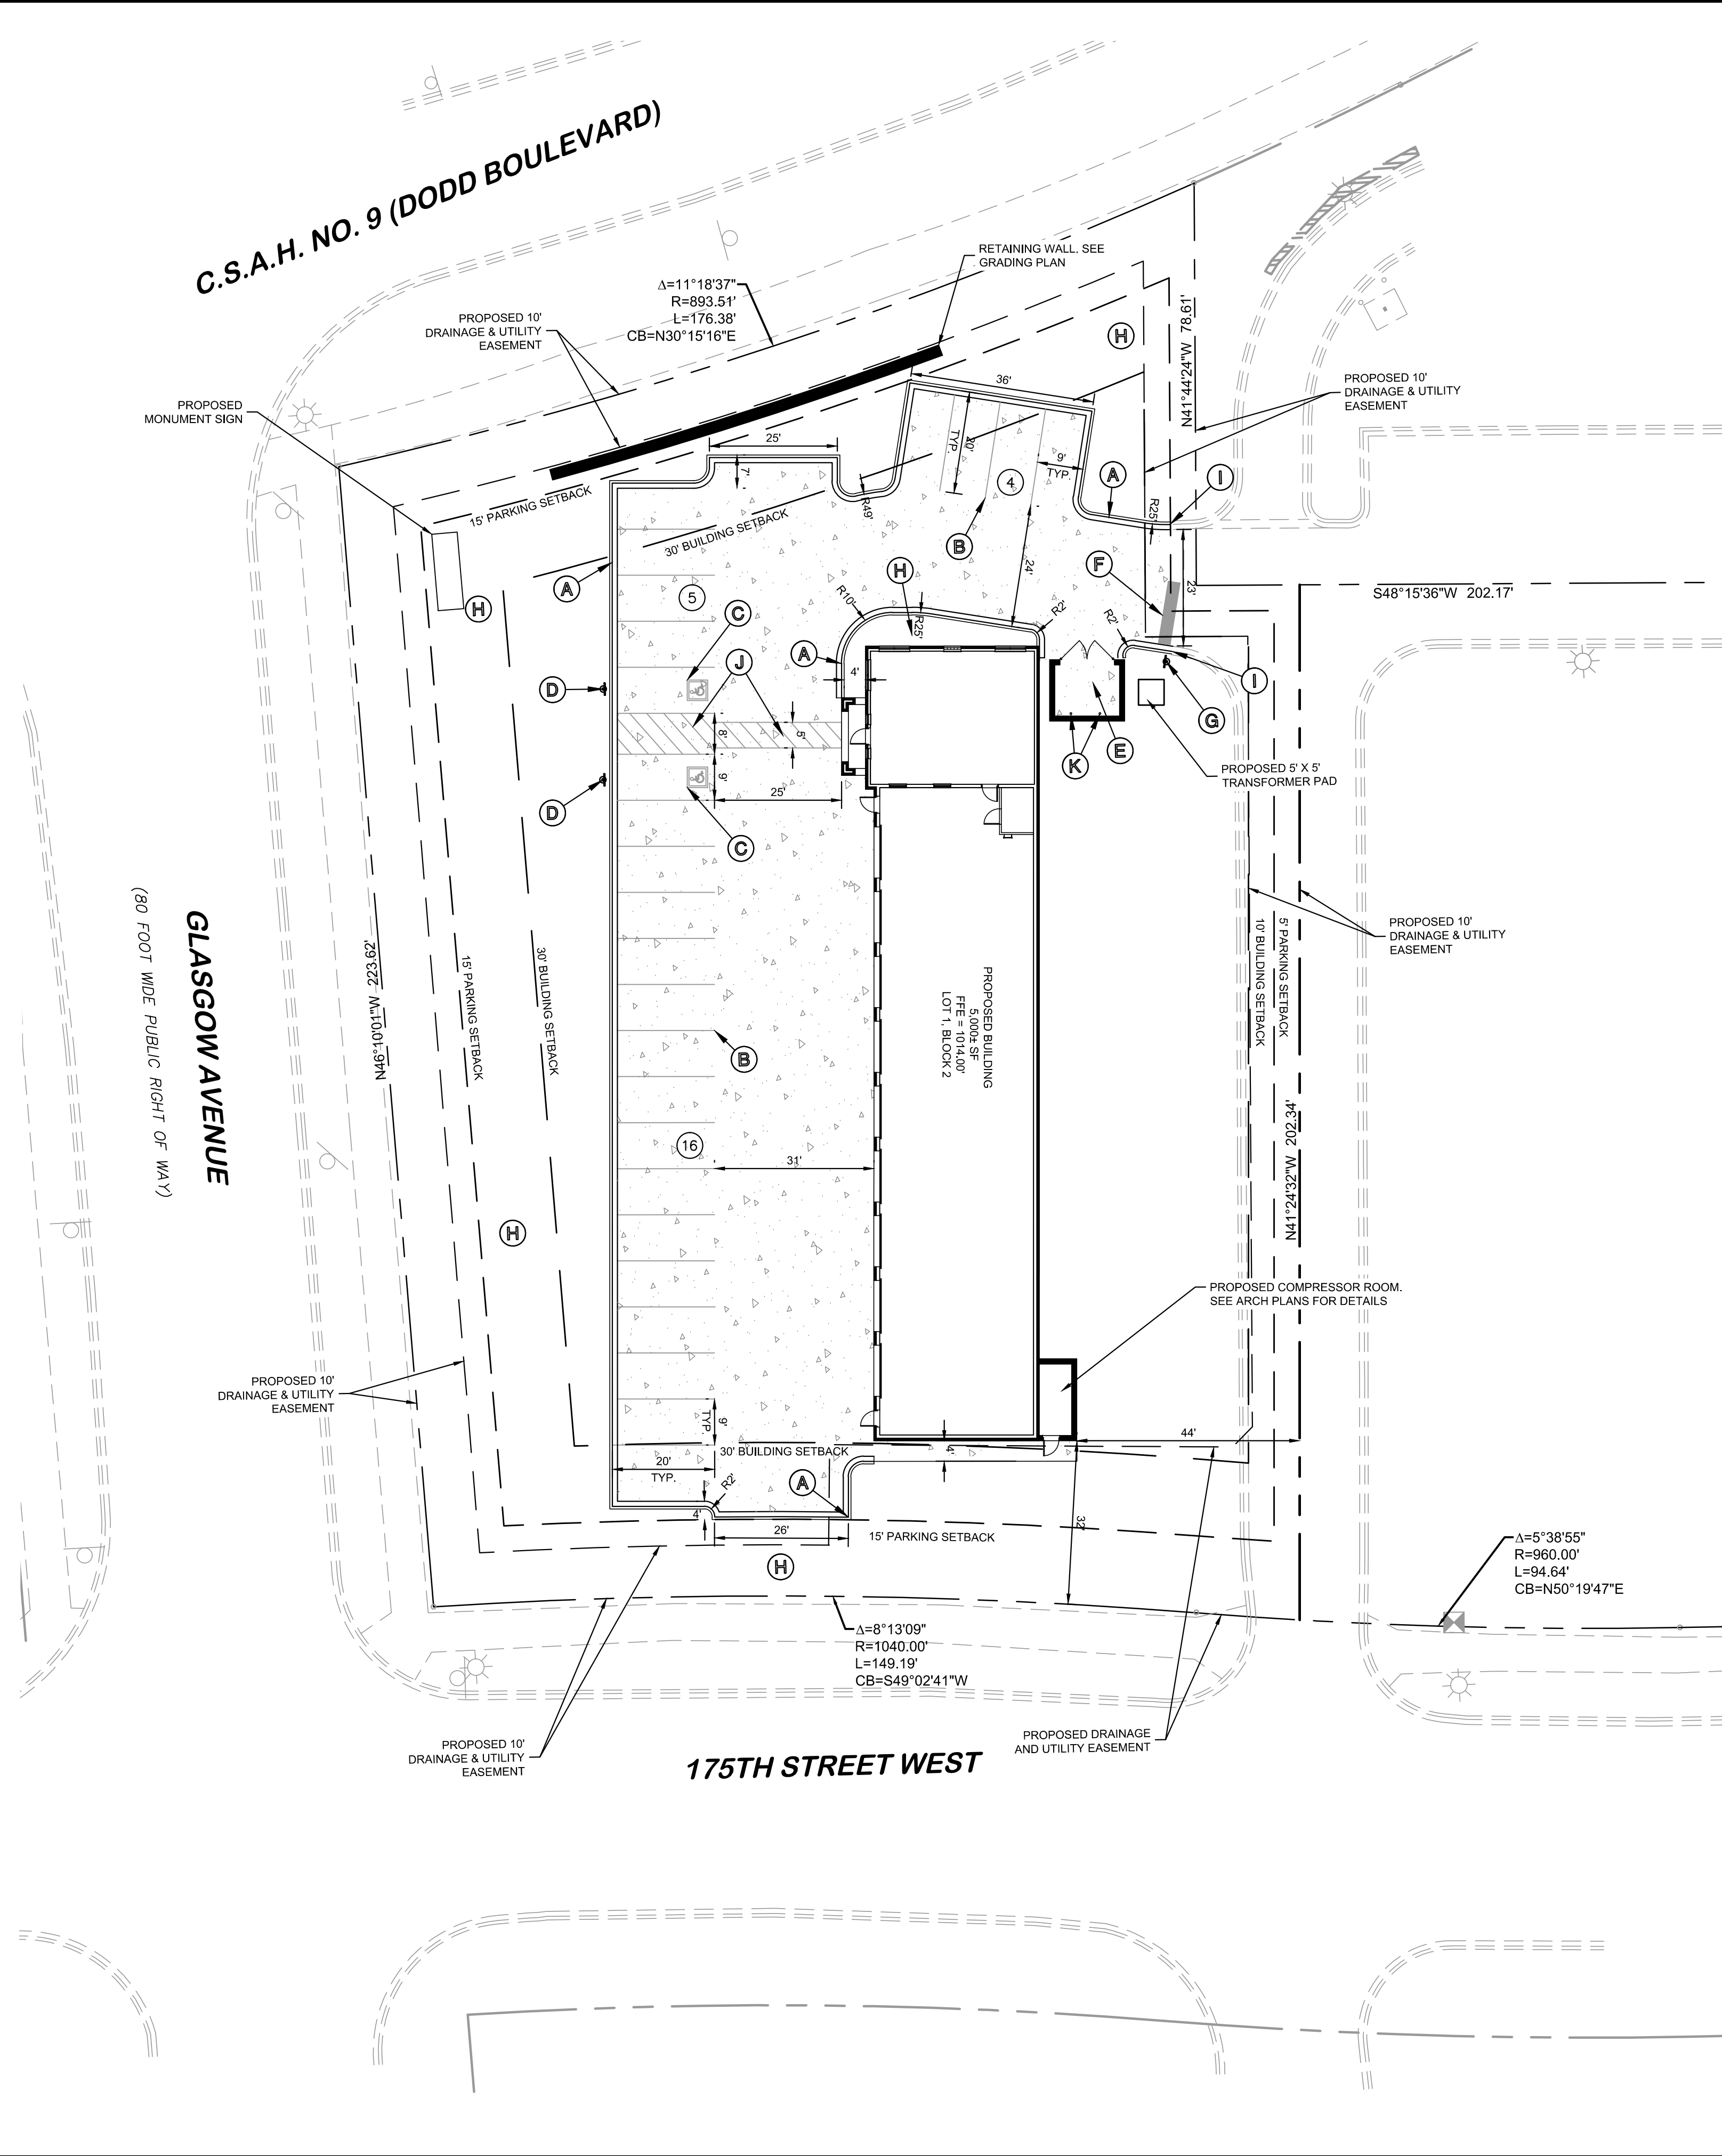 C.S.A.H. NO. 9 (DODD BOULEVARD)
RETAINING WALL. SEE
GRADING PLAN
Δ=11°18'37"
R=893.51'
L=176.38'
CB=N30°15'16"E
PROPOSED 10'
DRAINAGE & UTILITY
EASEMENT
PROPOSED
MONUMENT SIGN
H
N41°44'24"W 78.61'
PROPOSED 10'
DRAINAGE & UTILITY
EASEMENT
36'
25'
7'
20'
TYP.
9'
TYP.
4
A
I
R49'
R25'
15' PARKING SETBACK
30' BUILDING SETBACK
B
24'
F
23'
A
H
5
H
R10'
R25'
R2'
R2'
S48°15'36"W 202.17'
C
A
J
4'
D
I
G
8'
5'
E
K
PROPOSED 5' X 5'
TRANSFORMER PAD
9'
25'
D
C
GLASGOW AVENUE
(80 FOOT WIDE PUBLIC RIGHT OF WAY)
N46°10'01"W 223.62'
15' PARKING SETBACK
30' BUILDING SETBACK
PROPOSED BUILDING
5,000± SF
FFE = 1014.00'
LOT 1, BLOCK 2
5' PARKING SETBACK
10' BUILDING SETBACK
PROPOSED 10'
DRAINAGE & UTILITY
EASEMENT
B
16
31'
N41°24'32"W 202.34'
H
PROPOSED COMPRESSOR ROOM.
SEE ARCH PLANS FOR DETAILS
PROPOSED 10'
DRAINAGE & UTILITY
EASEMENT
9'
TYP.
44'
30' BUILDING SETBACK
4'
20'
TYP.
R2'
A
4'
26'
15' PARKING SETBACK
32'
H
Δ=5°38'55"
R=960.00'
L=94.64'
CB=N50°19'47"E
Δ=8°13'09"
R=1040.00'
L=149.19'
CB=S49°02'41"W
PROPOSED 10'
DRAINAGE & UTILITY
EASEMENT
PROPOSED DRAINAGE
AND UTILITY EASEMENT
175TH STREET WEST